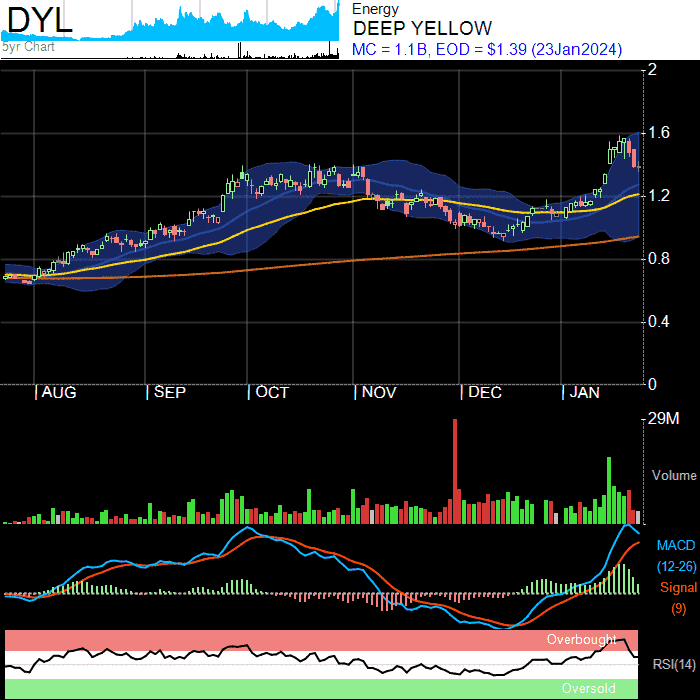 DYL
5yr Chart
Energy
DEEP YELLOW
MC = 1.1B, EOD = $1.39 (23Jan2024)
2
1.6
1.2
0.8
0.4
0
AUG SEP OCT NOV DEC JAN
29M
Volume
MACD
(12-26)
Signal
(9)
Overbought
RSI(14)
Oversold